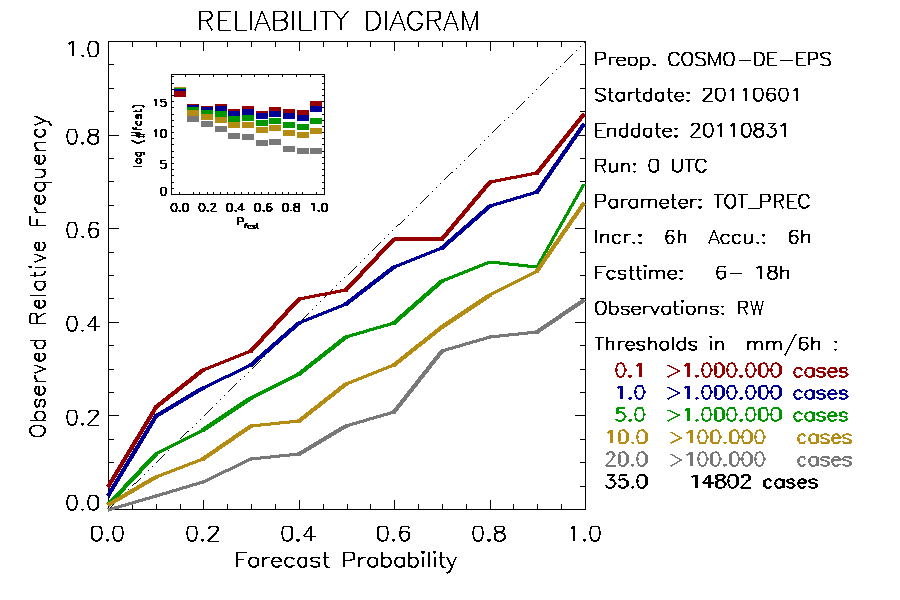 RELIABILITY DIAGRAM
1.0
0.8
0.6
0.4
0.2
0.0
Observed Relative Frequency
0.0 0.2 0.4 0.6 0.8 1.0
Forecast Probability
15
10
5
0
log (#fcst)
0.0 0.2 0.4 0.6 0.8 1.0
Pfcst
Preop. COSMO-DE-EPS
Startdate: 20110601
Enddate: 20110831
Run: 0 UTC
Parameter: TOT_PREC
Incr.: 6h Accu.: 6h
Fcsttime: 6- 18h
Observations: RW
Thresholds in mm/6h :
0.1 >1.000.000 cases
1.0 >1.000.000 cases
5.0 >1.000.000 cases
10.0 >100.000 cases
20.0 >100.000 cases
35.0 14802 cases